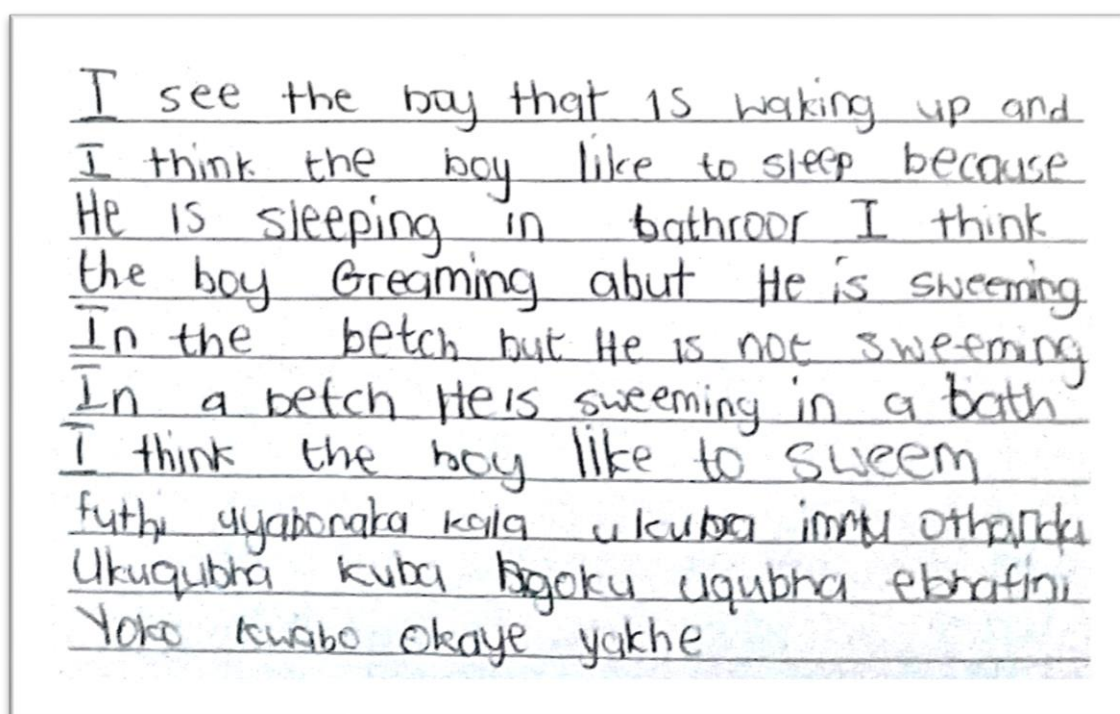 I see the boy that is waking up and
I think the boy like to sleep because
He is sleeping in bathroor I think
the boy Greaming abut He is sweeming
In the betch but He is not sweeming
In a betch He is sweeming in a bath
I think the boy like to sweem
futhi uyabonaka kala ukuba othanda
Ukuqubha kuba Ngoku uqubha ebhafini
Yoko kwabo okaye yakhe